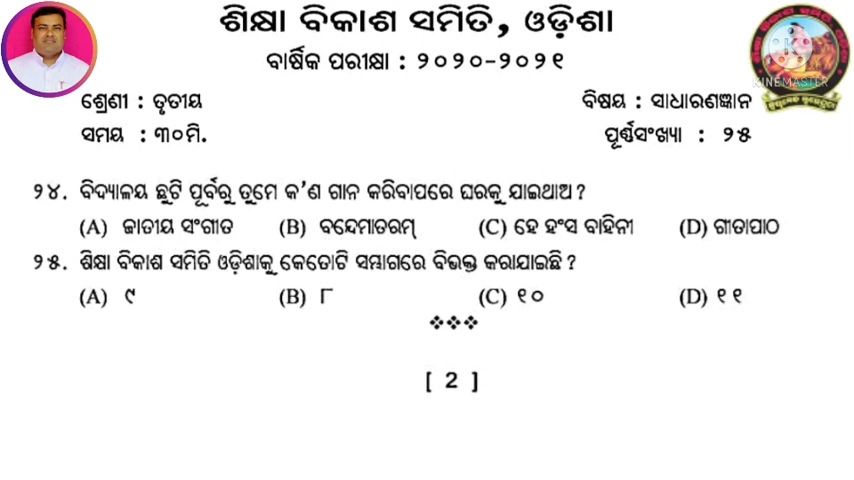 ଶିକ୍ଷା ବିକାଶ ସମିତି, ଓଡ଼ିଶା
ବାର୍ଷିକ ପରୀକ୍ଷା : ୨୦୨୦-୨୦୨୧
ଶ୍ରେଣୀ : ତୃତୀୟ ବିଷୟ : ସାଧାରଣଜ୍ଞାନ
ସମୟ : ୩୦ମି. ପୂର୍ଣ୍ଣସଂଖ୍ୟା : ୨୫
KINEMASTER
୨୪. ବିଦ୍ୟାଳୟ ଛୁଟି ପୂର୍ବରୁ ତୁମେ କ'ଣ ଗାନ କରିବାପରେ ଘରକୁ ଯାଇଥାଅ?
(A) ଜାତୀୟ ସଂଗୀତ (B) ବନ୍ଦେମାତରମ୍ (C) ହେ ହଂସ ବାହିନୀ (D) ଗୀତାପାଠ
୨୫. ଶିକ୍ଷା ବିକାଶ ସମିତି ଓଡ଼ିଶାକୁ କେତୋଟି ସମ୍ଭାଗରେ ବିଭକ୍ତ କରାଯାଇଛି?
(A) ୯ (B) ୮ (C) ୧୦ (D) ୧୧
[ 2 ]